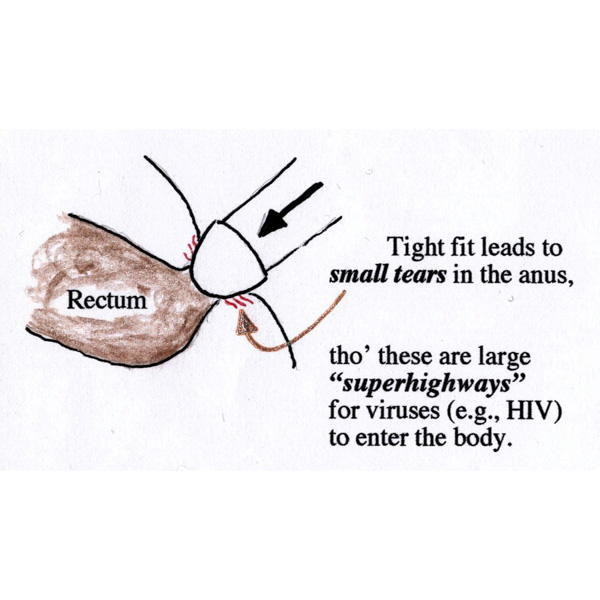 Rectum
Tight fit leads to
small tears in the anus,
tho’ these are large
“superhighways”
for viruses (e.g., HIV)
to enter the body.